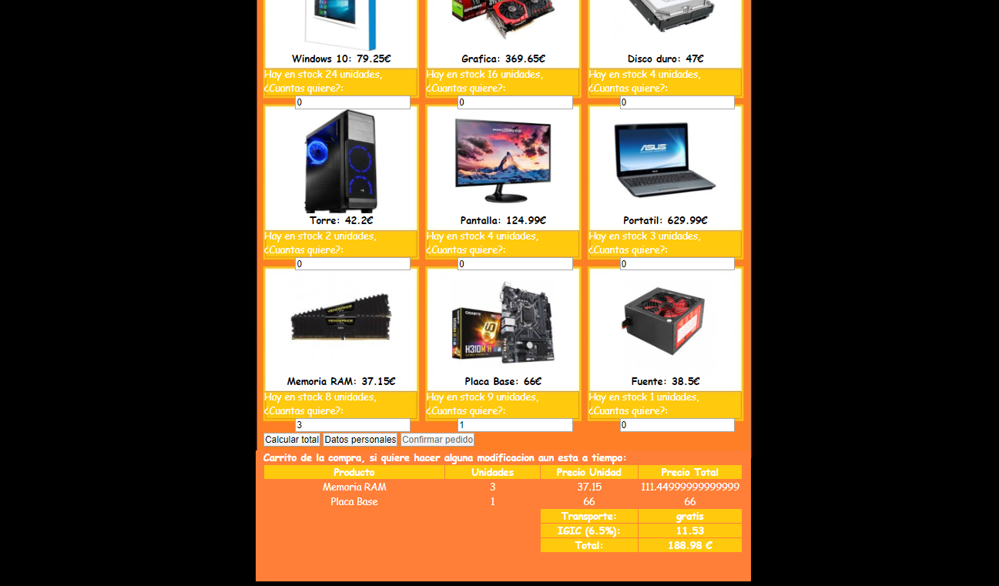 Windows 10: 79.25€
Grafica: 369.65€
Disco duro: 47€
Hay en stock 24 unidades,
¿Cuantas quiere?:
0
Hay en stock 16 unidades,
¿Cuantas quiere?:
0
Hay en stock 4 unidades,
¿Cuantas quiere?:
0
ASUS
Torre: 42.2€
Pantalla: 124.99€
Portatil: 629.99€
Hay en stock 2 unidades,
¿Cuantas quiere?:
0
Hay en stock 4 unidades,
¿Cuantas quiere?:
0
Hay en stock 3 unidades,
¿Cuantas quiere?:
0
VENGEANCE
VENGEANCE
GIGABYTE
H310M H
Memoria RAM: 37.15€
Placa Base: 66€
Fuente: 38.5€
Hay en stock 8 unidades,
¿Cuantas quiere?:
3
Hay en stock 9 unidades,
¿Cuantas quiere?:
1
Hay en stock 1 unidades,
¿Cuantas quiere?:
0
Calcular total Datos personales Confirmar pedido
Carrito de la compra, si quiere hacer alguna modificacion aun esta a tiempo:
Producto Unidades Precio Unidad Precio Total
Memoria RAM 3 37.15 111.44999999999999
Placa Base 1 66 66
Transporte: gratis
IGIC (6.5%): 11.53
Total: 188.98 €